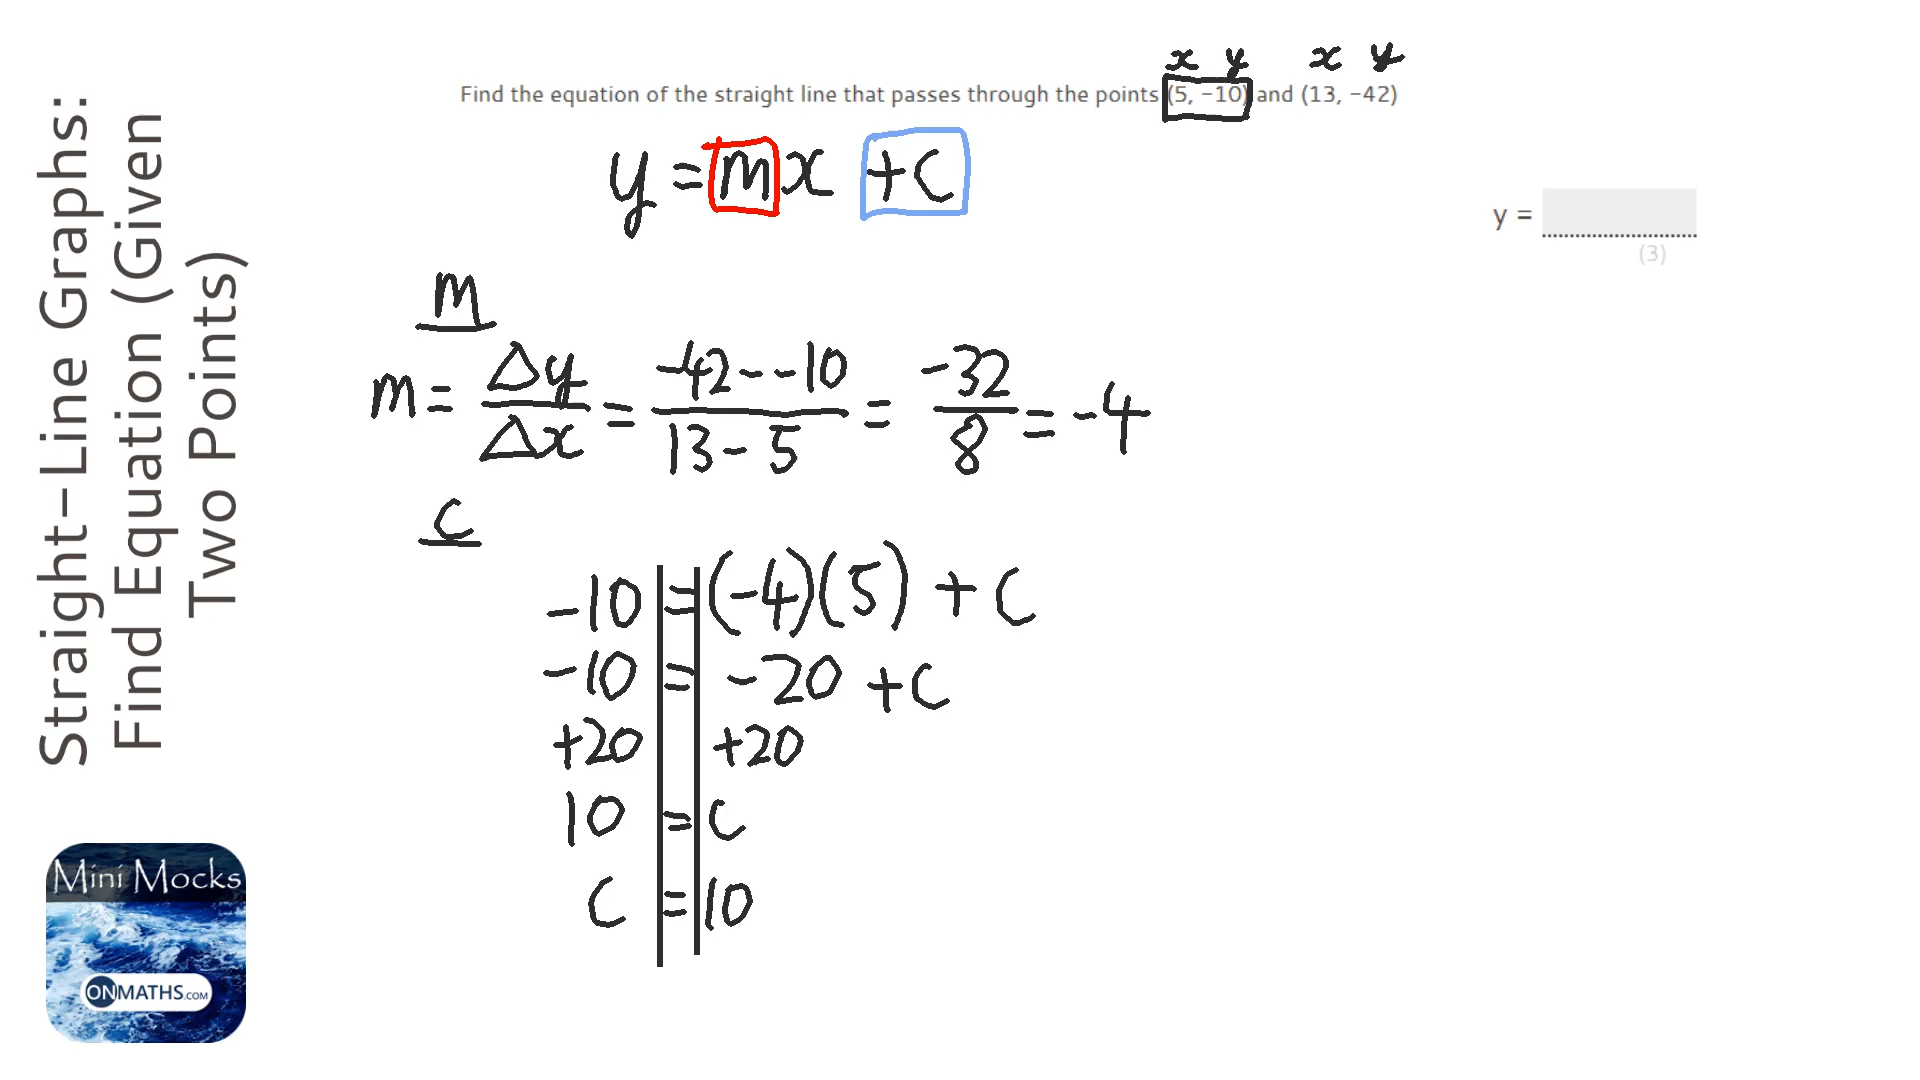 Straight-Line Graphs:
Find Equation (Given
Two Points)
x y x y
Find the equation of the straight line that passes through the points (5, −10) and (13, −42)
y = mx + c
y =
(3)
m
m = Δy/Δx = -42--10/13-5 = -32/8 = -4
c
-10 = (-4)(5) + c
-10 = -20 + c
+20 +20
10 = c
c = 10
Mini Mocks
ONMATHS.COM